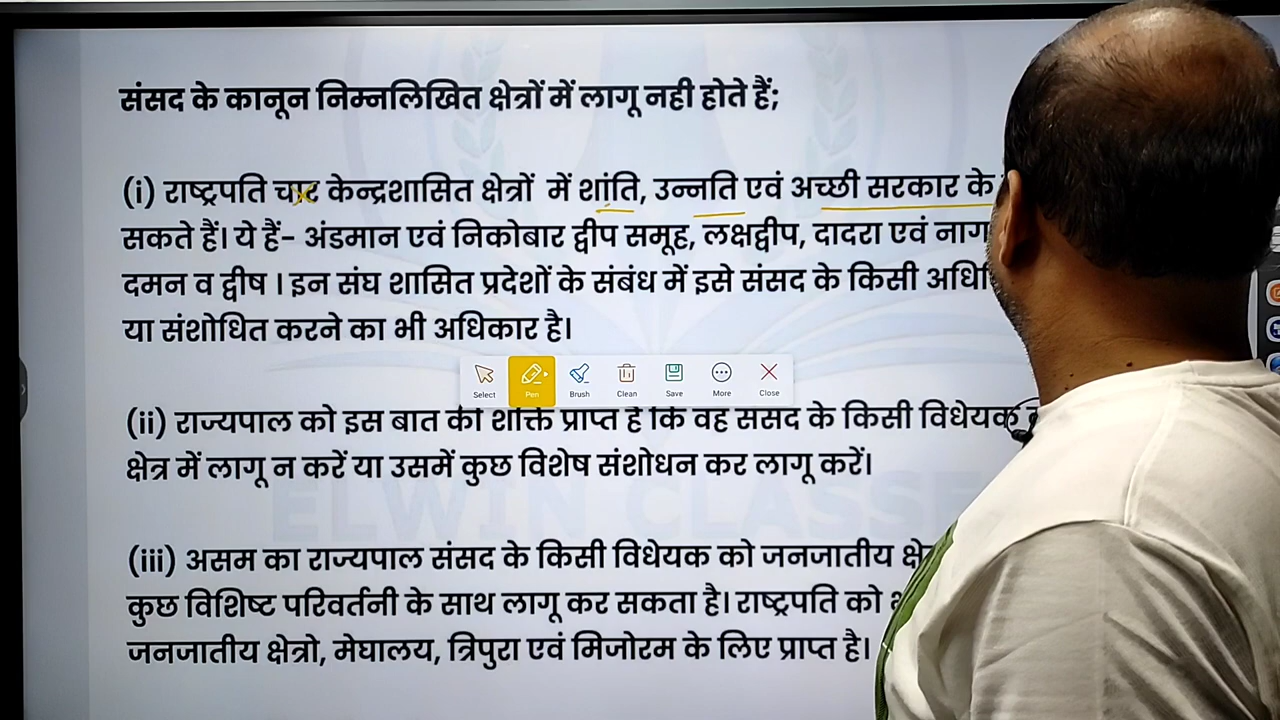 संसद के कानून निम्नलिखित क्षेत्रों में लागू नही होते हैं;
(i) राष्ट्रपति चार केन्द्रशासित क्षेत्रों में शांति, उन्नति एवं अच्छी सरकार के
सकते हैं। ये हैं- अंडमान एवं निकोबार द्वीप समूह, लक्षद्वीप, दादरा एवं
दमन व द्वीष । इन संघ शासित प्रदेशों के संबंध में इसे संसद के किसी
या संशोधित करने का भी अधिकार है।
Select Pen Brush Clean Save More Close
(ii) राज्यपाल को इस बात की शक्ति प्राप्त है कि वह संसद के किसी विधेयक
क्षेत्र में लागू न करें या उसमें कुछ विशेष संशोधन कर लागू करें।
ELWIN CLASSE
(iii) असम का राज्यपाल संसद के किसी विधेयक को जनजातीय
कुछ विशिष्ट परिवर्तनी के साथ लागू कर सकता है। राष्ट्रपति को
जनजातीय क्षेत्रो, मेघालय, त्रिपुरा एवं मिजोरम के लिए प्राप्त है।